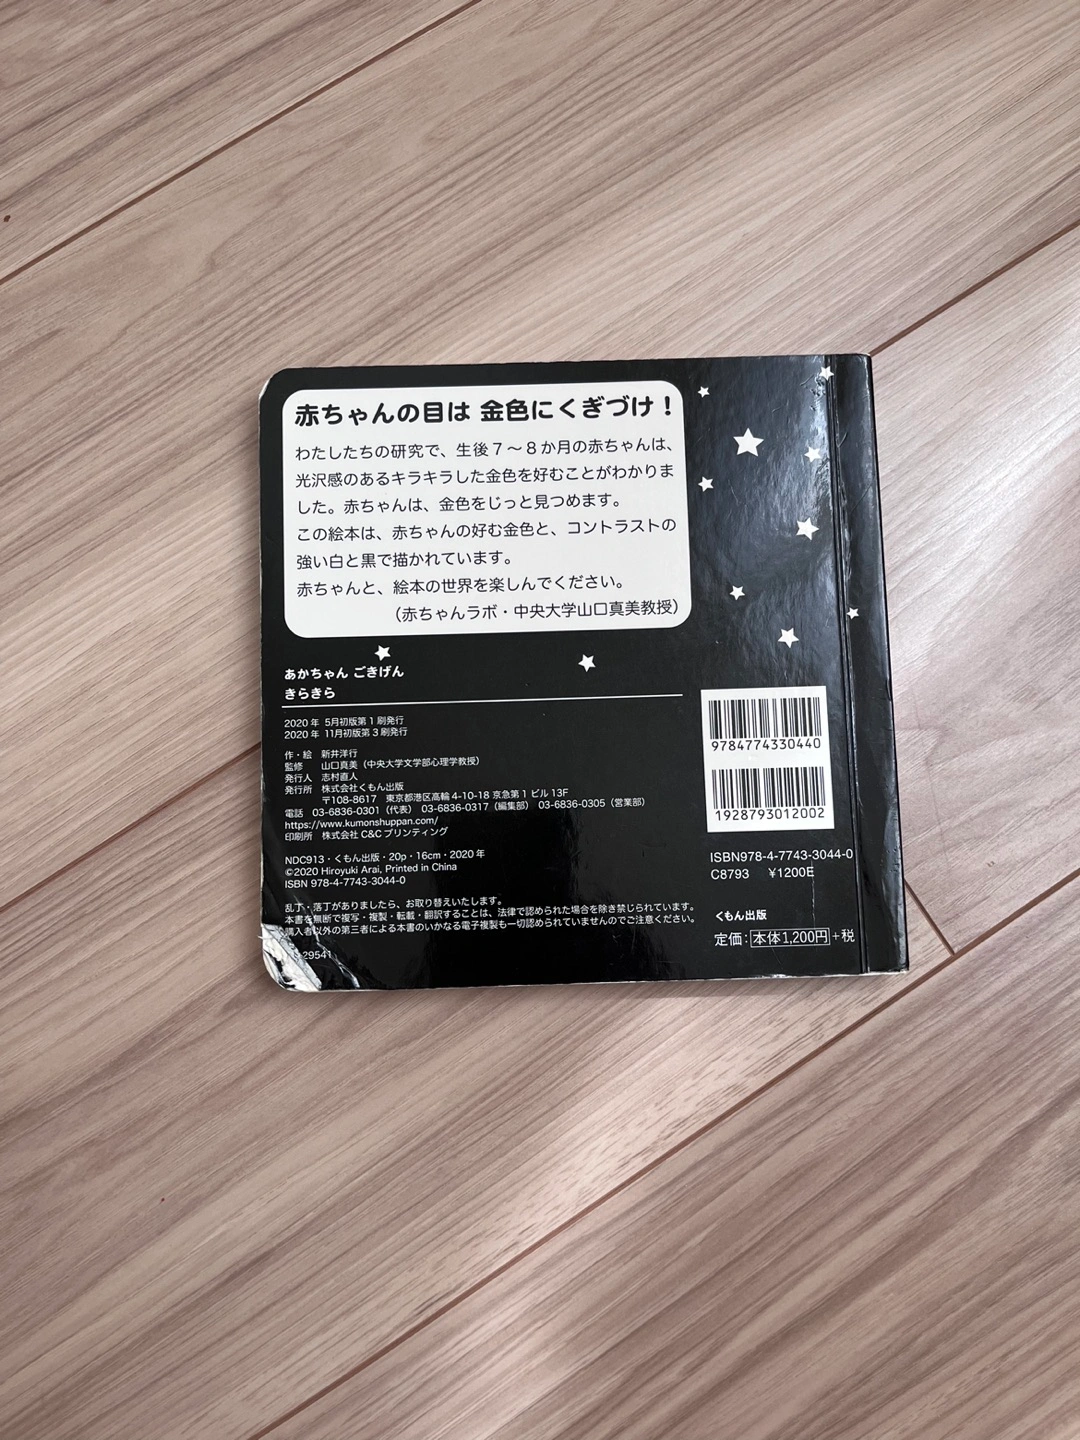 赤ちゃんの目は 金色にくぎづけ！
わたしたちの研究で、生後７～８か月の赤ちゃんは、
光沢感のあるキラキラした金色を好むことがわかりま
した。赤ちゃんは、金色をじっと見つめます。
この絵本は、赤ちゃんの好む金色と、コントラストの
強い白と黒で描かれています。
赤ちゃんと、絵本の世界を楽しんでください。
（赤ちゃんラボ・中央大学山口真美教授）
あかちゃん ごきげん
きらきら
2020年 5月初版第1刷発行
2020年 11月初版第3刷発行
作・絵 新井洋行
監修 山口真美（中央大学文学部心理学教授）
発行人 志村直人
発行所 株式会社くもん出版
〒108-8617 東京都港区高輪4-10-18 京急第1ビル 13F
電話 03-6836-0301（代表） 03-6836-0317（編集部） 03-6836-0305（営業部）
https://www.kumonshuppan.com/
印刷所 株式会社C&Cプリンティング
NDC913・くもん出版・20p・16cm・2020年
©2020 Hiroyuki Arai, Printed in China
ISBN 978-4-7743-3044-0
乱丁・落丁がありましたら、お取り替えいたします。
本書を無断で複写・複製・転載・翻訳することは、法律で認められた場合を除き禁じられています。
購入者以外の第三者による本書のいかなる電子複製も一切認められていませんのでご注意ください。
29541
9784774330440
1928793012002
ISBN978-4-7743-3044-0
C8793 ¥1200E
くもん出版
定価：本体1,200円+税